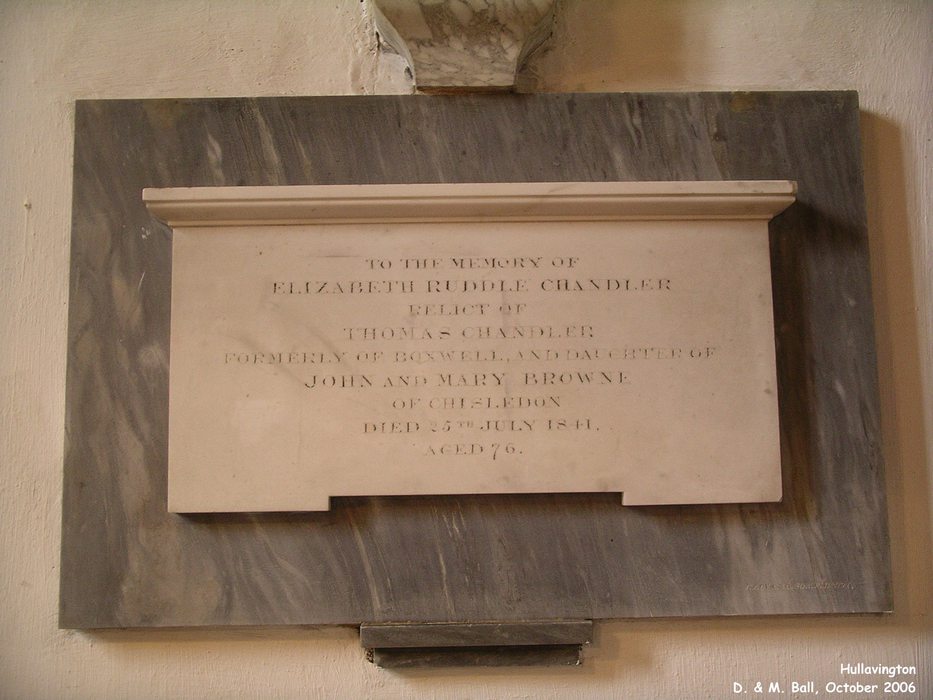 TO THE MEMORY OF
ELIZABETH RUDDLE CHANDLER
RELICT OF
THOMAS CHANDLER
FORMERLY OF BOXWELL, AND DAUGHTER OF
JOHN AND MARY BROWNE
OF CHISLEDON
DIED 25TH JULY 1841.
AGED 76.
Hullavington
D. & M. Ball, October 2006